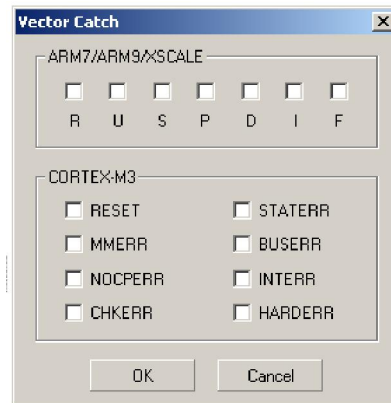 Vector Catch
ARM7/ARM9/XSCALE
R U S P D I F
CORTEX-M3
RESET STATERR
MMERR BUSERR
NOCPERR INTERR
CHKERR HARDERR
OK Cancel